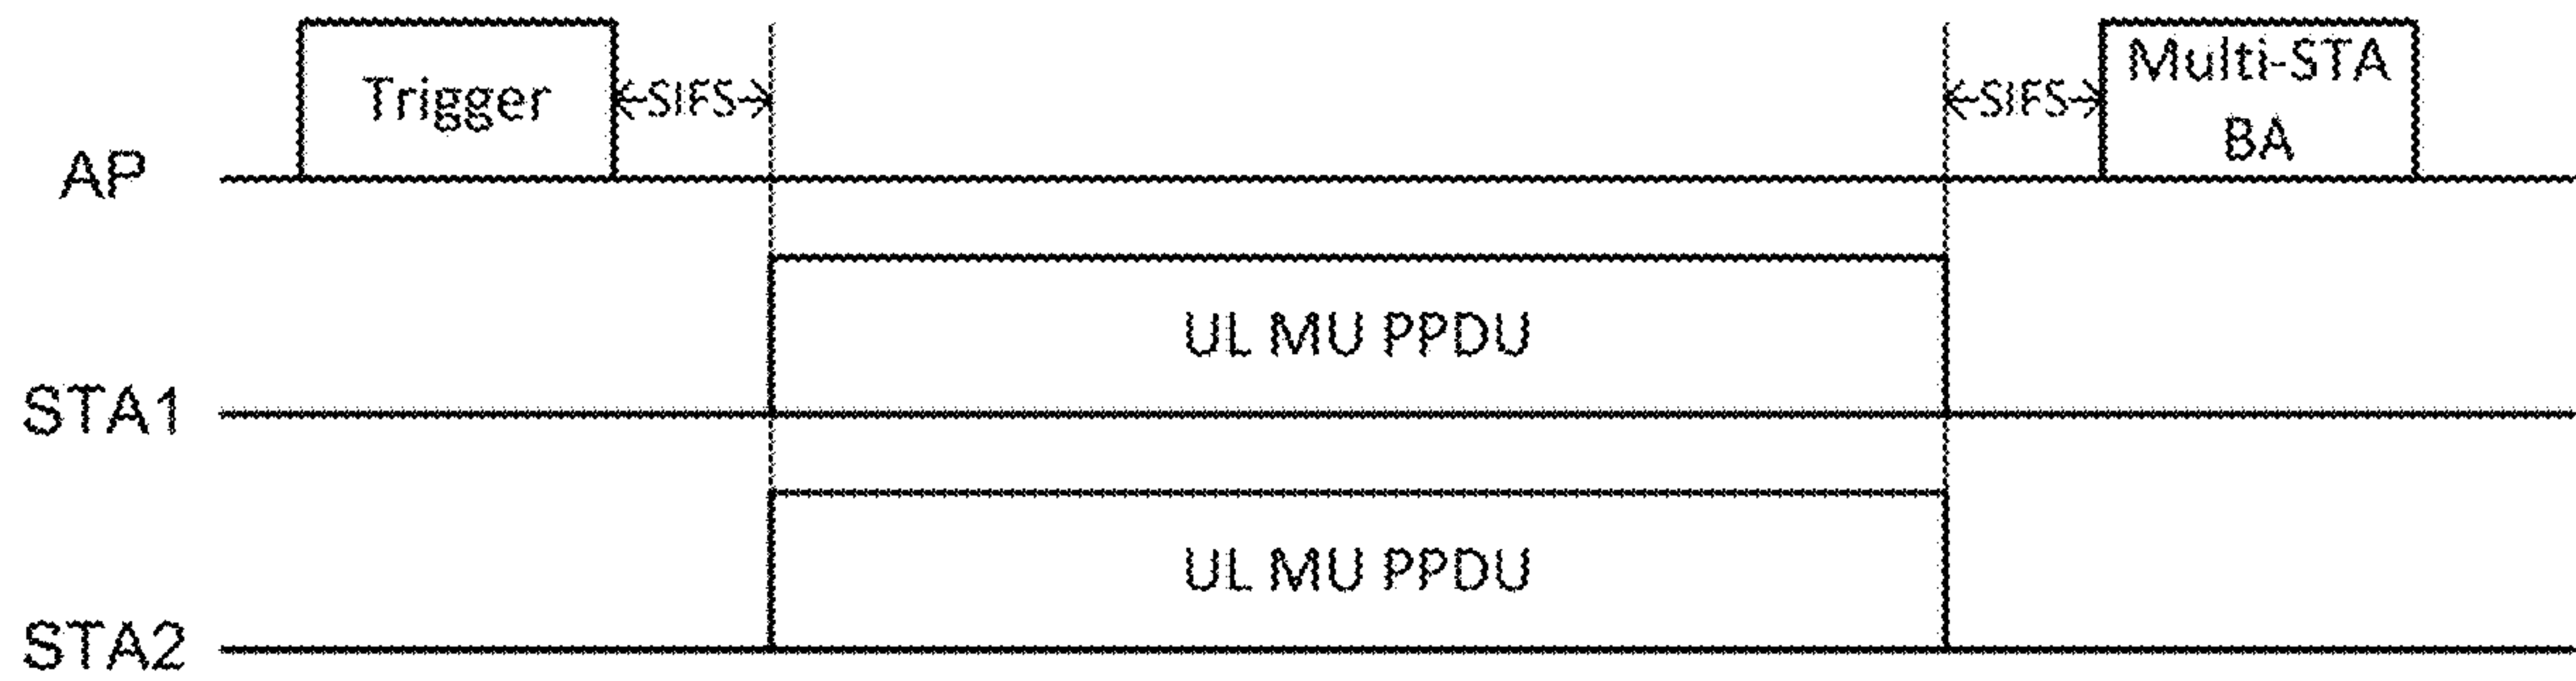 Trigger
SIFS
SIFS
Multi-STA
BA
AP
UL MU PPDU
STA1
UL MU PPDU
STA2